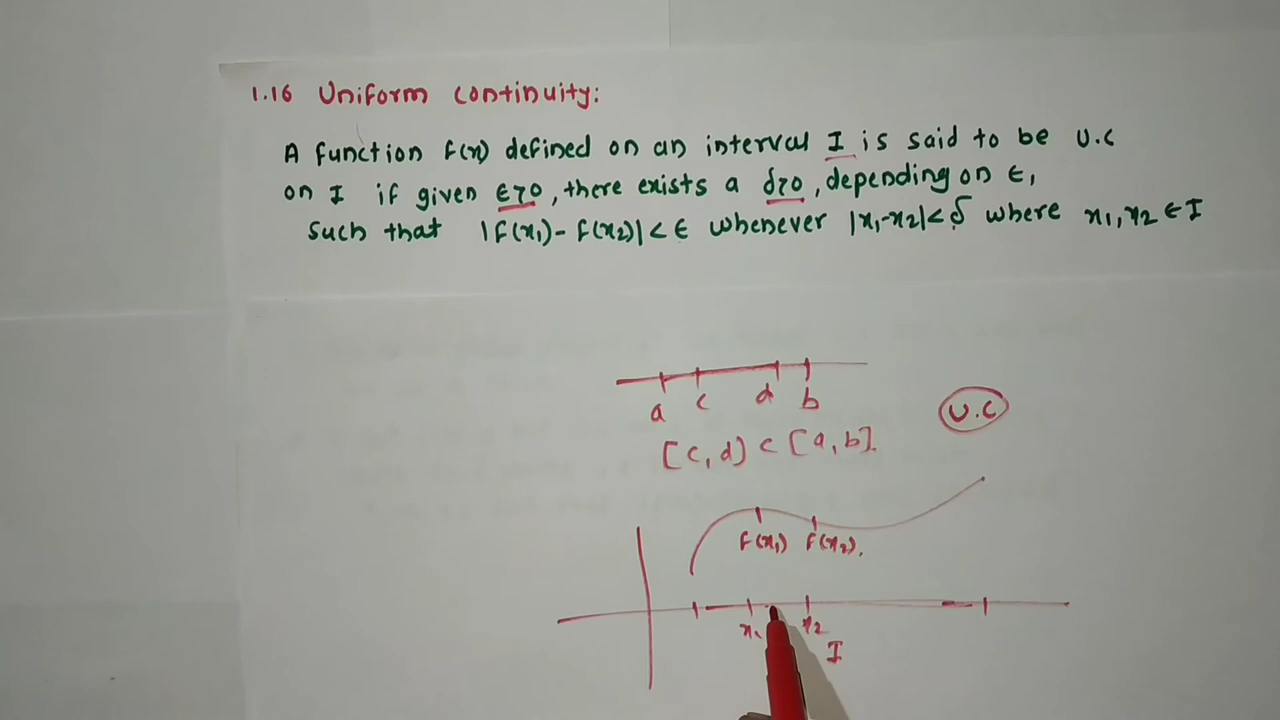 1.16 Uniform continuity:
A function f(x) defined on an interval I is said to be U.C
on I if given ϵ>0, there exists a δ>0, depending on ϵ,
Such that |f(x₁)-f(x₂)|<ϵ whenever |x₁-x₂|<δ where x₁,x₂∈I
a c d b
[c,d] ⊂ [a,b].
U.C
f(x₁) f(x₂).
x₁ x₂
I